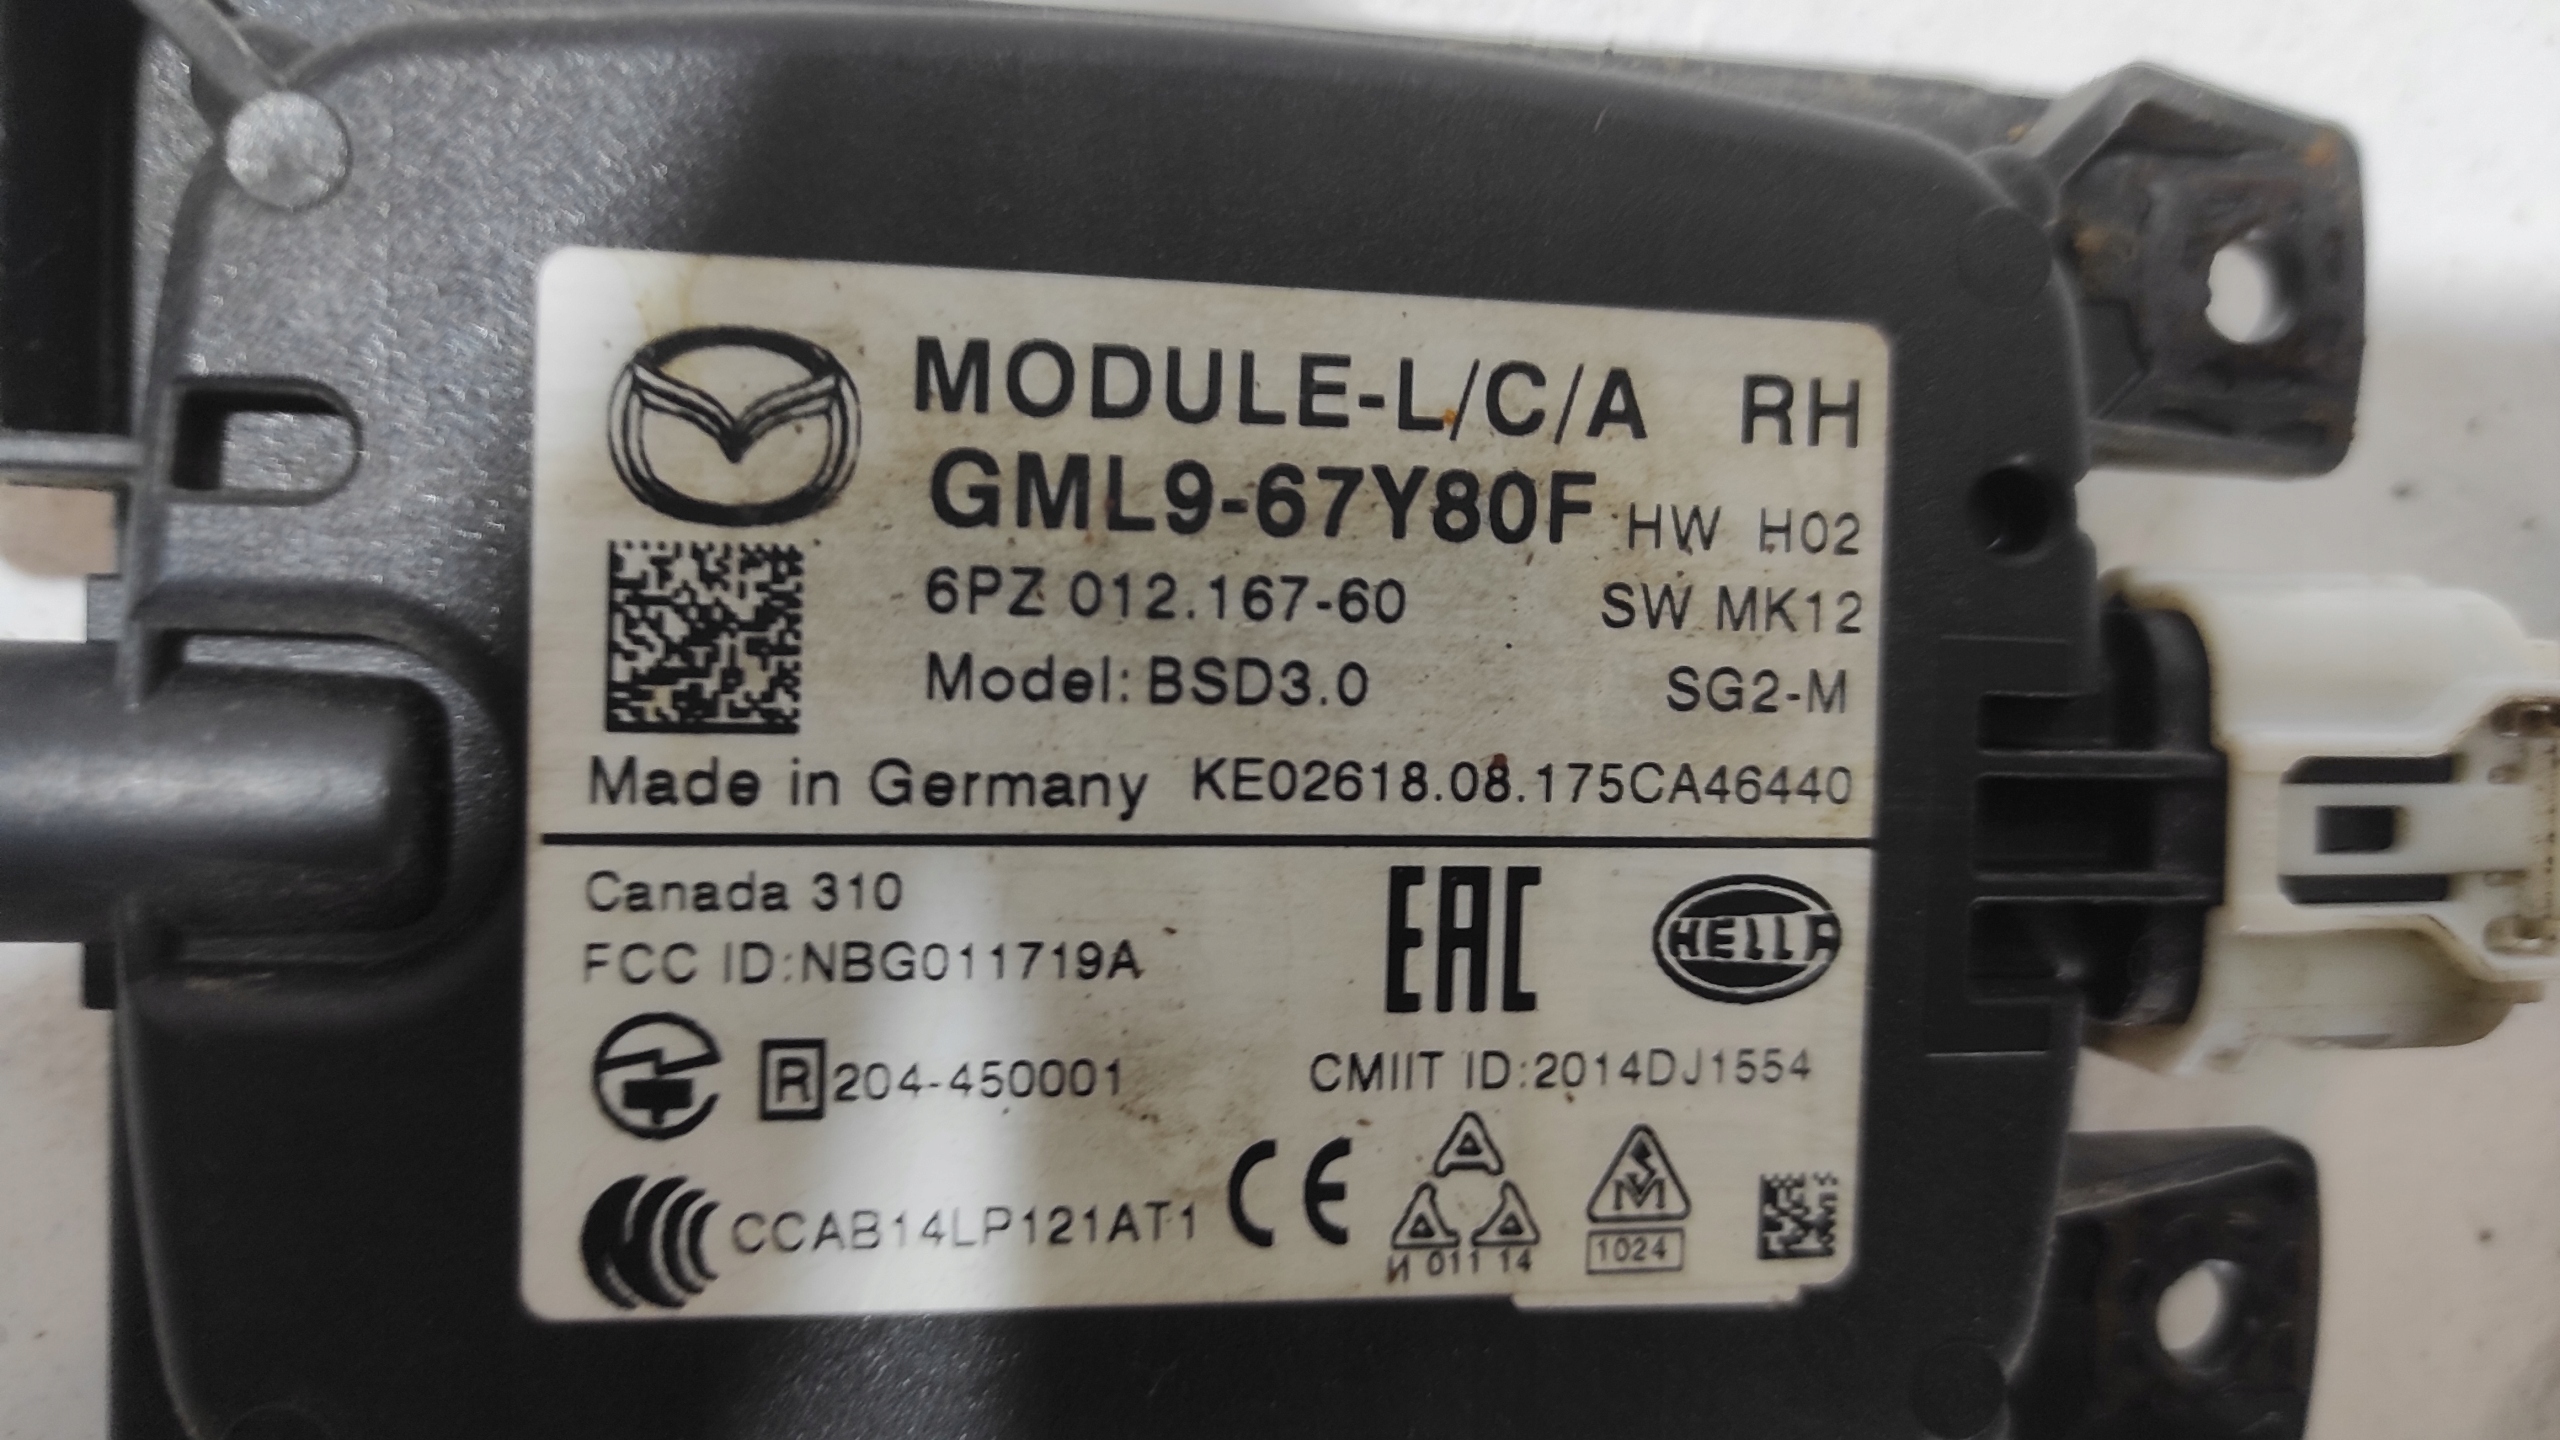 MODULE-L/C/A RH
GML9-67Y80F HW H02
6PZ 012.167-60 SW MK12
Model: BSD3.0 SG2-M
Made in Germany KE02618.08.175CA46440
Canada 310
FCC ID:NBG011719A
EAC HELLA
R 204-450001 CMIIT ID:2014DJ1554
CCAB14LP121AT1 CE
И 011 14
1024